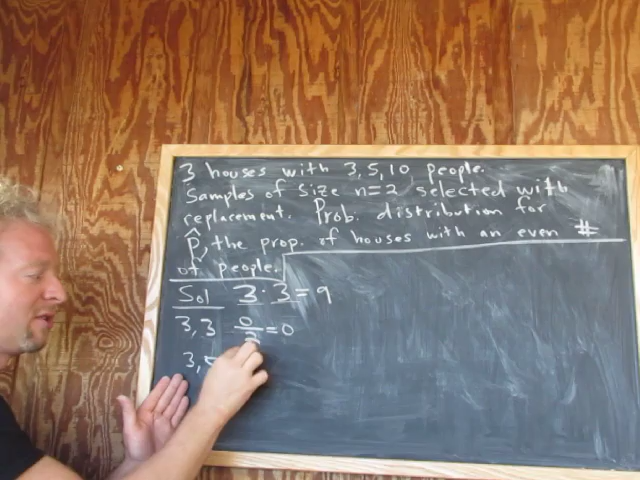 3 houses with 3,5,10 people.
Samples of size n=2 selected with
replacement. Prob. distribution for
P̂, the prop. of houses with an even #
of people.
Sol 3·3=9
3,3 0/2=0
3,5